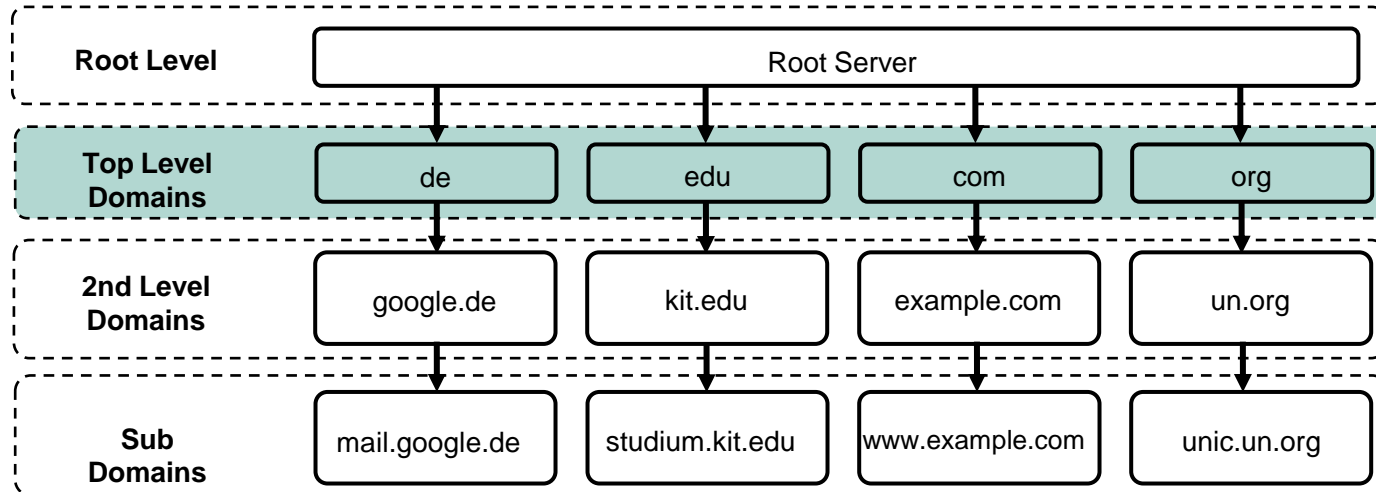 Root Level
Root Server
Top Level
Domains
de
edu
com
org
2nd Level
Domains
google.de
kit.edu
example.com
un.org
Sub
Domains
mail.google.de
studium.kit.edu
www.example.com
unic.un.org